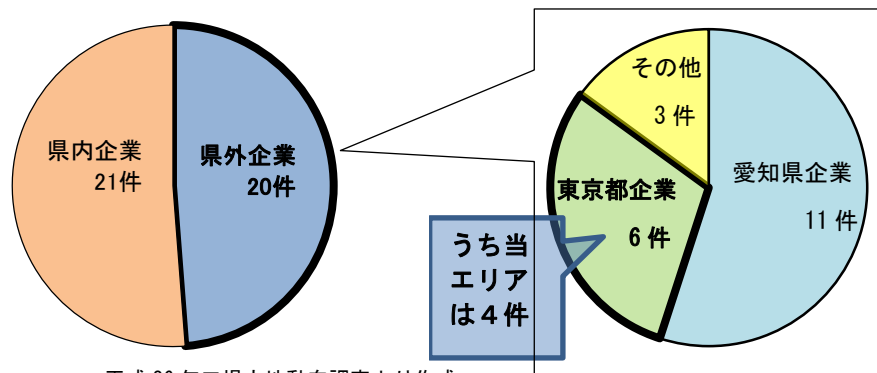 県内企業
21件
県外企業
20件
その他
3 件
愛知県企業
11 件
東京都企業
6 件
うち当
エリア
は４件